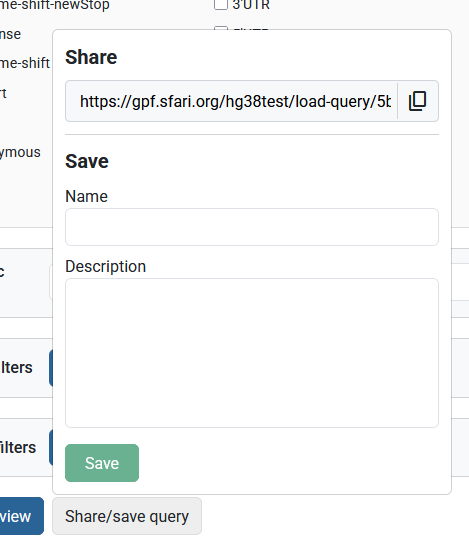 me-shift-newStop
3'UTR
nse
me-shift
Share
rt
https://gpf.sfari.org/hg38test/load-query/5b
Save
ymous
Name
Description
c
lters
filters
Save
view
Share/save query